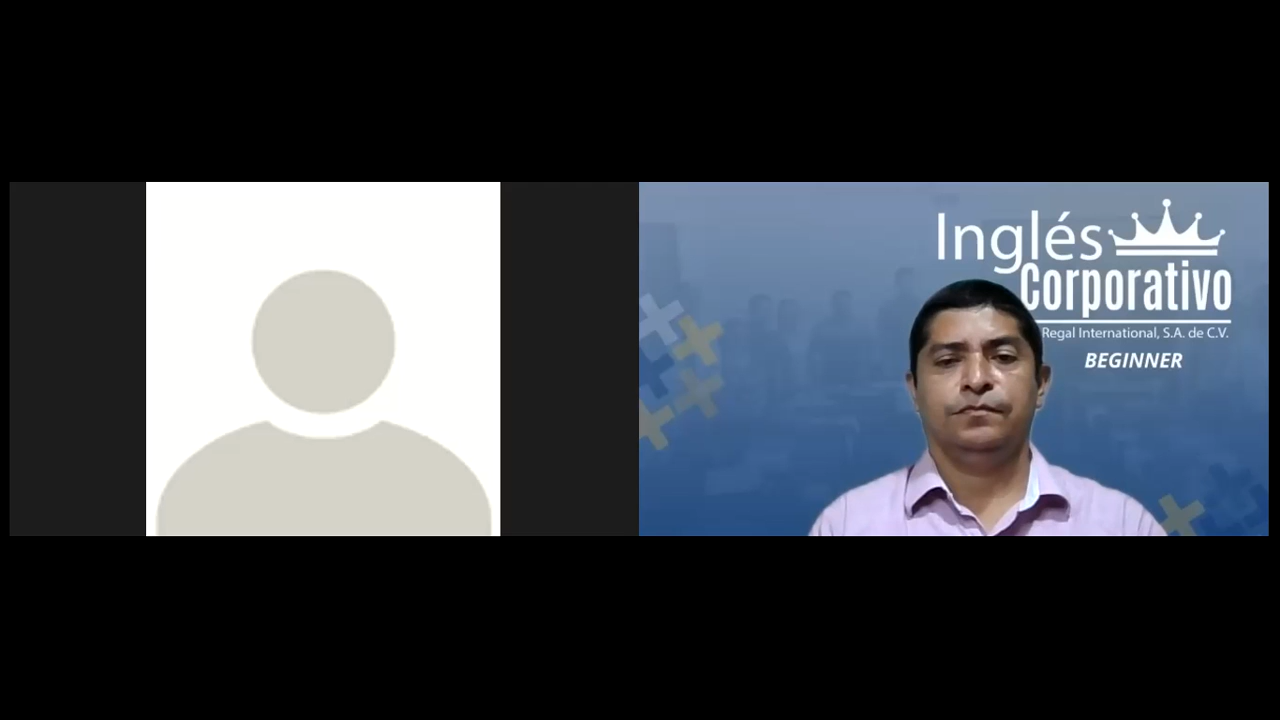 Inglés
Corporativo
Regal International, S.A. de C.V.
BEGINNER